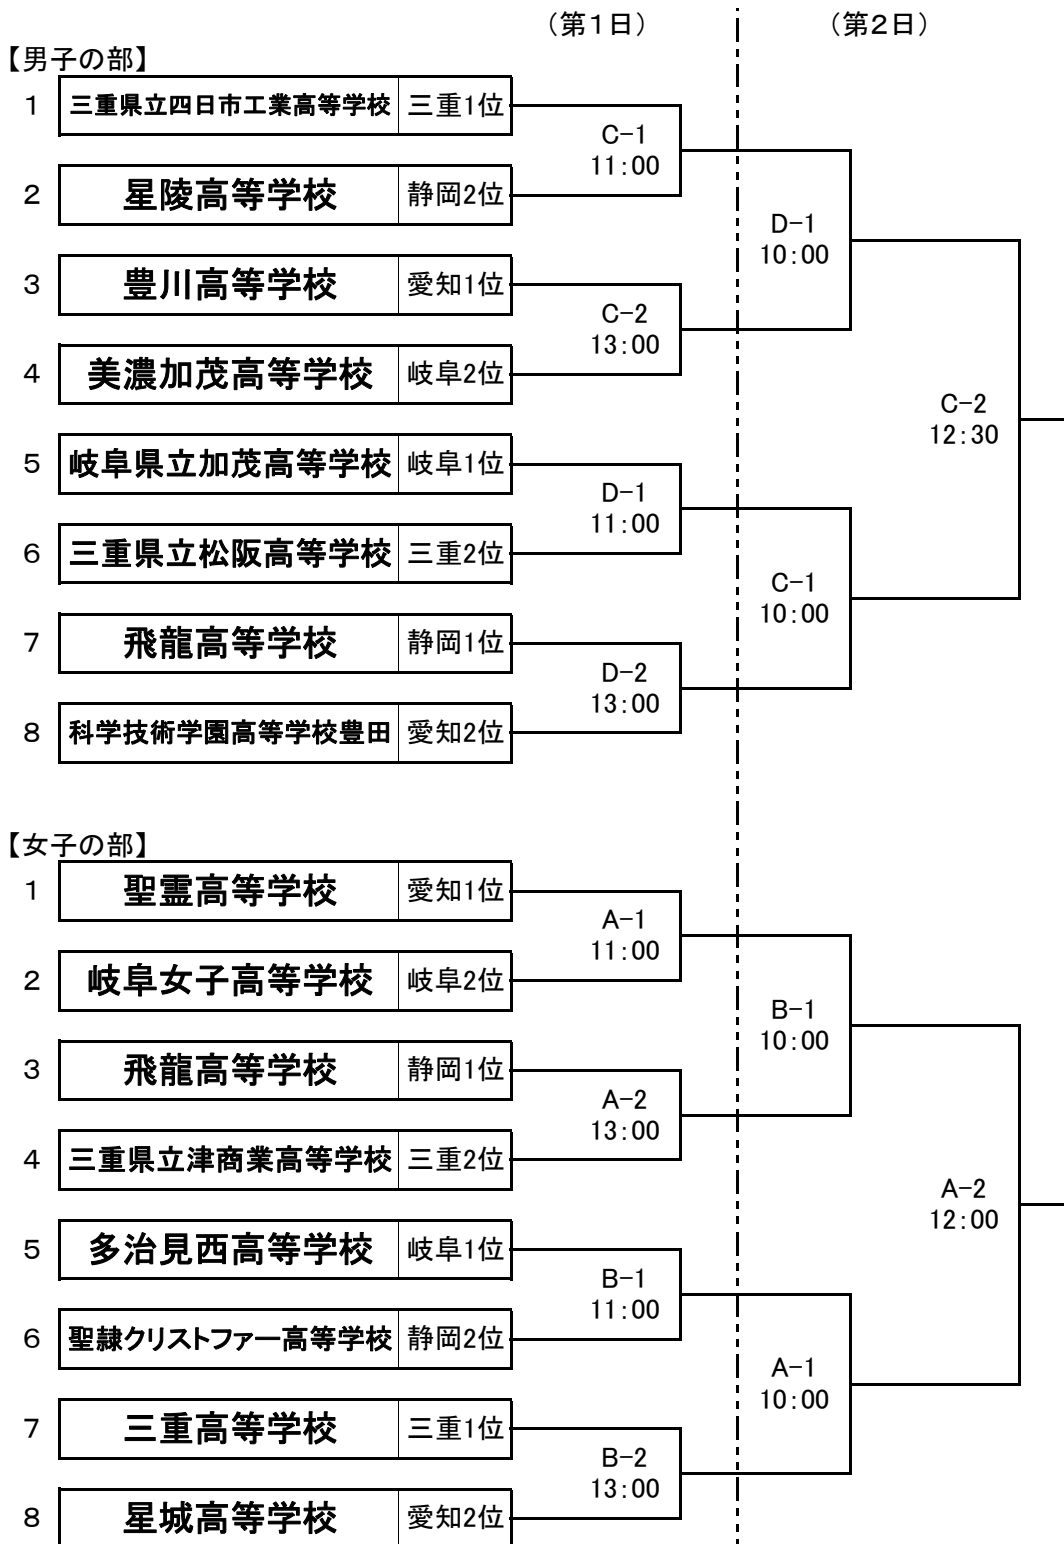 （第１日）
（第２日）
【男子の部】
1 三重県立四日市工業高等学校 三重1位
C-1
11:00
2 星陵高等学校 静岡2位
D-1
10:00
3 豊川高等学校 愛知1位
C-2
13:00
4 美濃加茂高等学校 岐阜2位
C-2
12:30
5 岐阜県立加茂高等学校 岐阜1位
D-1
11:00
6 三重県立松阪高等学校 三重2位
C-1
10:00
7 飛龍高等学校 静岡1位
D-2
13:00
8 科学技術学園高等学校豊田 愛知2位
【女子の部】
1 聖霊高等学校 愛知1位
A-1
11:00
2 岐阜女子高等学校 岐阜2位
B-1
10:00
3 飛龍高等学校 静岡1位
A-2
13:00
4 三重県立津商業高等学校 三重2位
A-2
12:00
5 多治見西高等学校 岐阜1位
B-1
11:00
6 聖隷クリストファー高等学校 静岡2位
A-1
10:00
7 三重高等学校 三重1位
B-2
13:00
8 星城高等学校 愛知2位